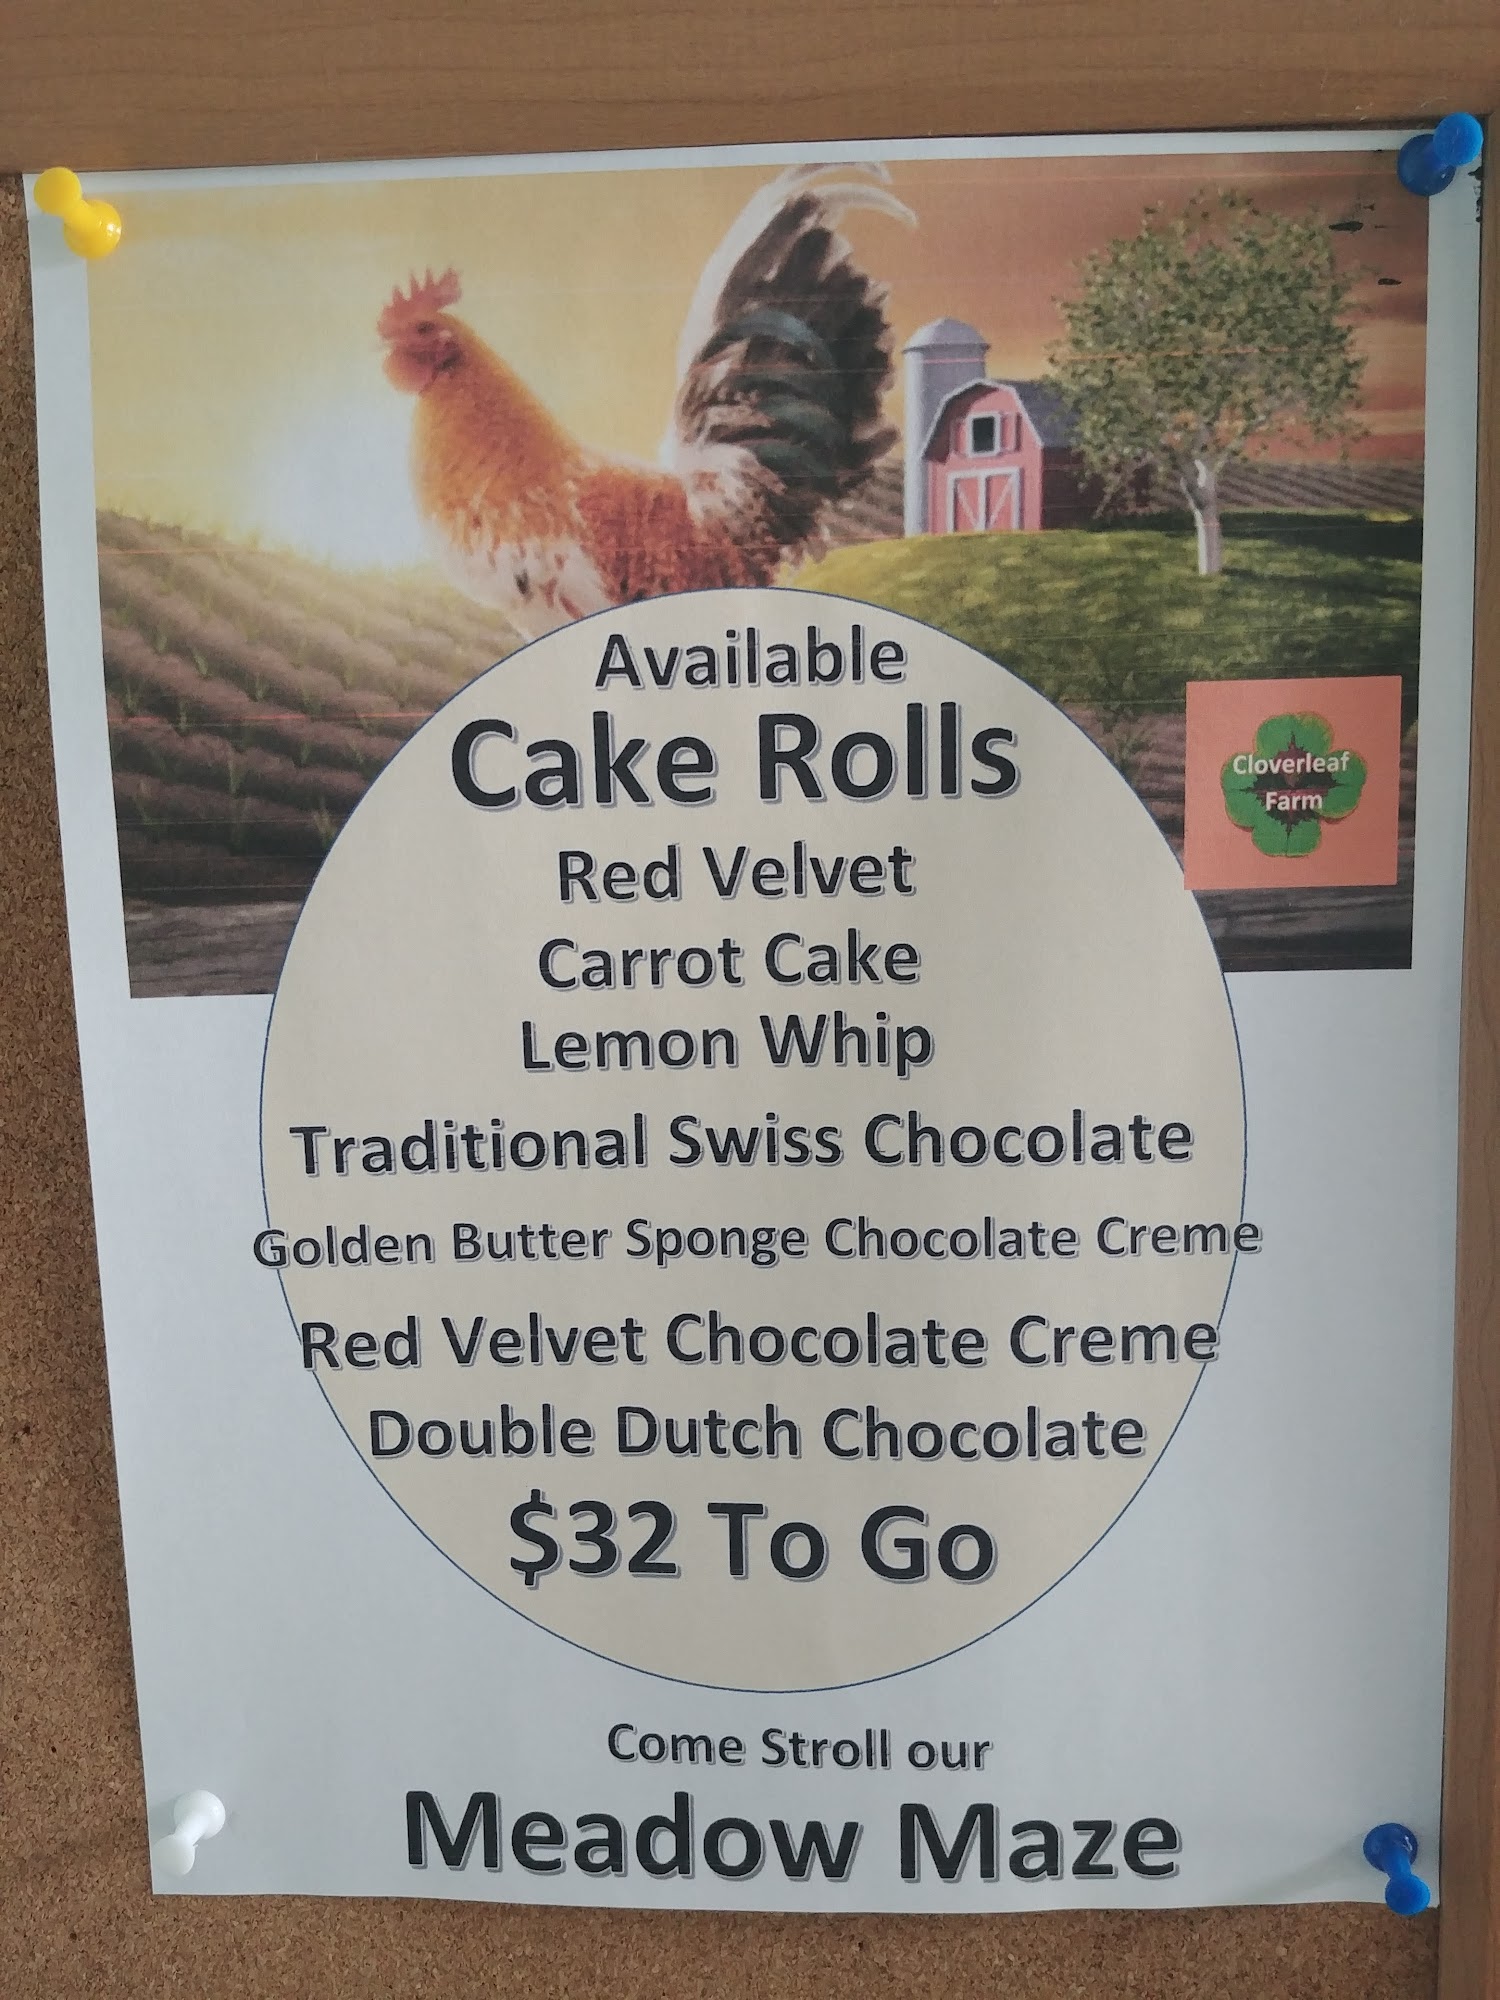 Available
Cake Rolls
Cloverleaf
Farm
Red Velvet
Carrot Cake
Lemon Whip
Traditional Swiss Chocolate
Golden Butter Sponge Chocolate Creme
Red Velvet Chocolate Creme
Double Dutch Chocolate
$32 To Go
Come Stroll our
Meadow Maze